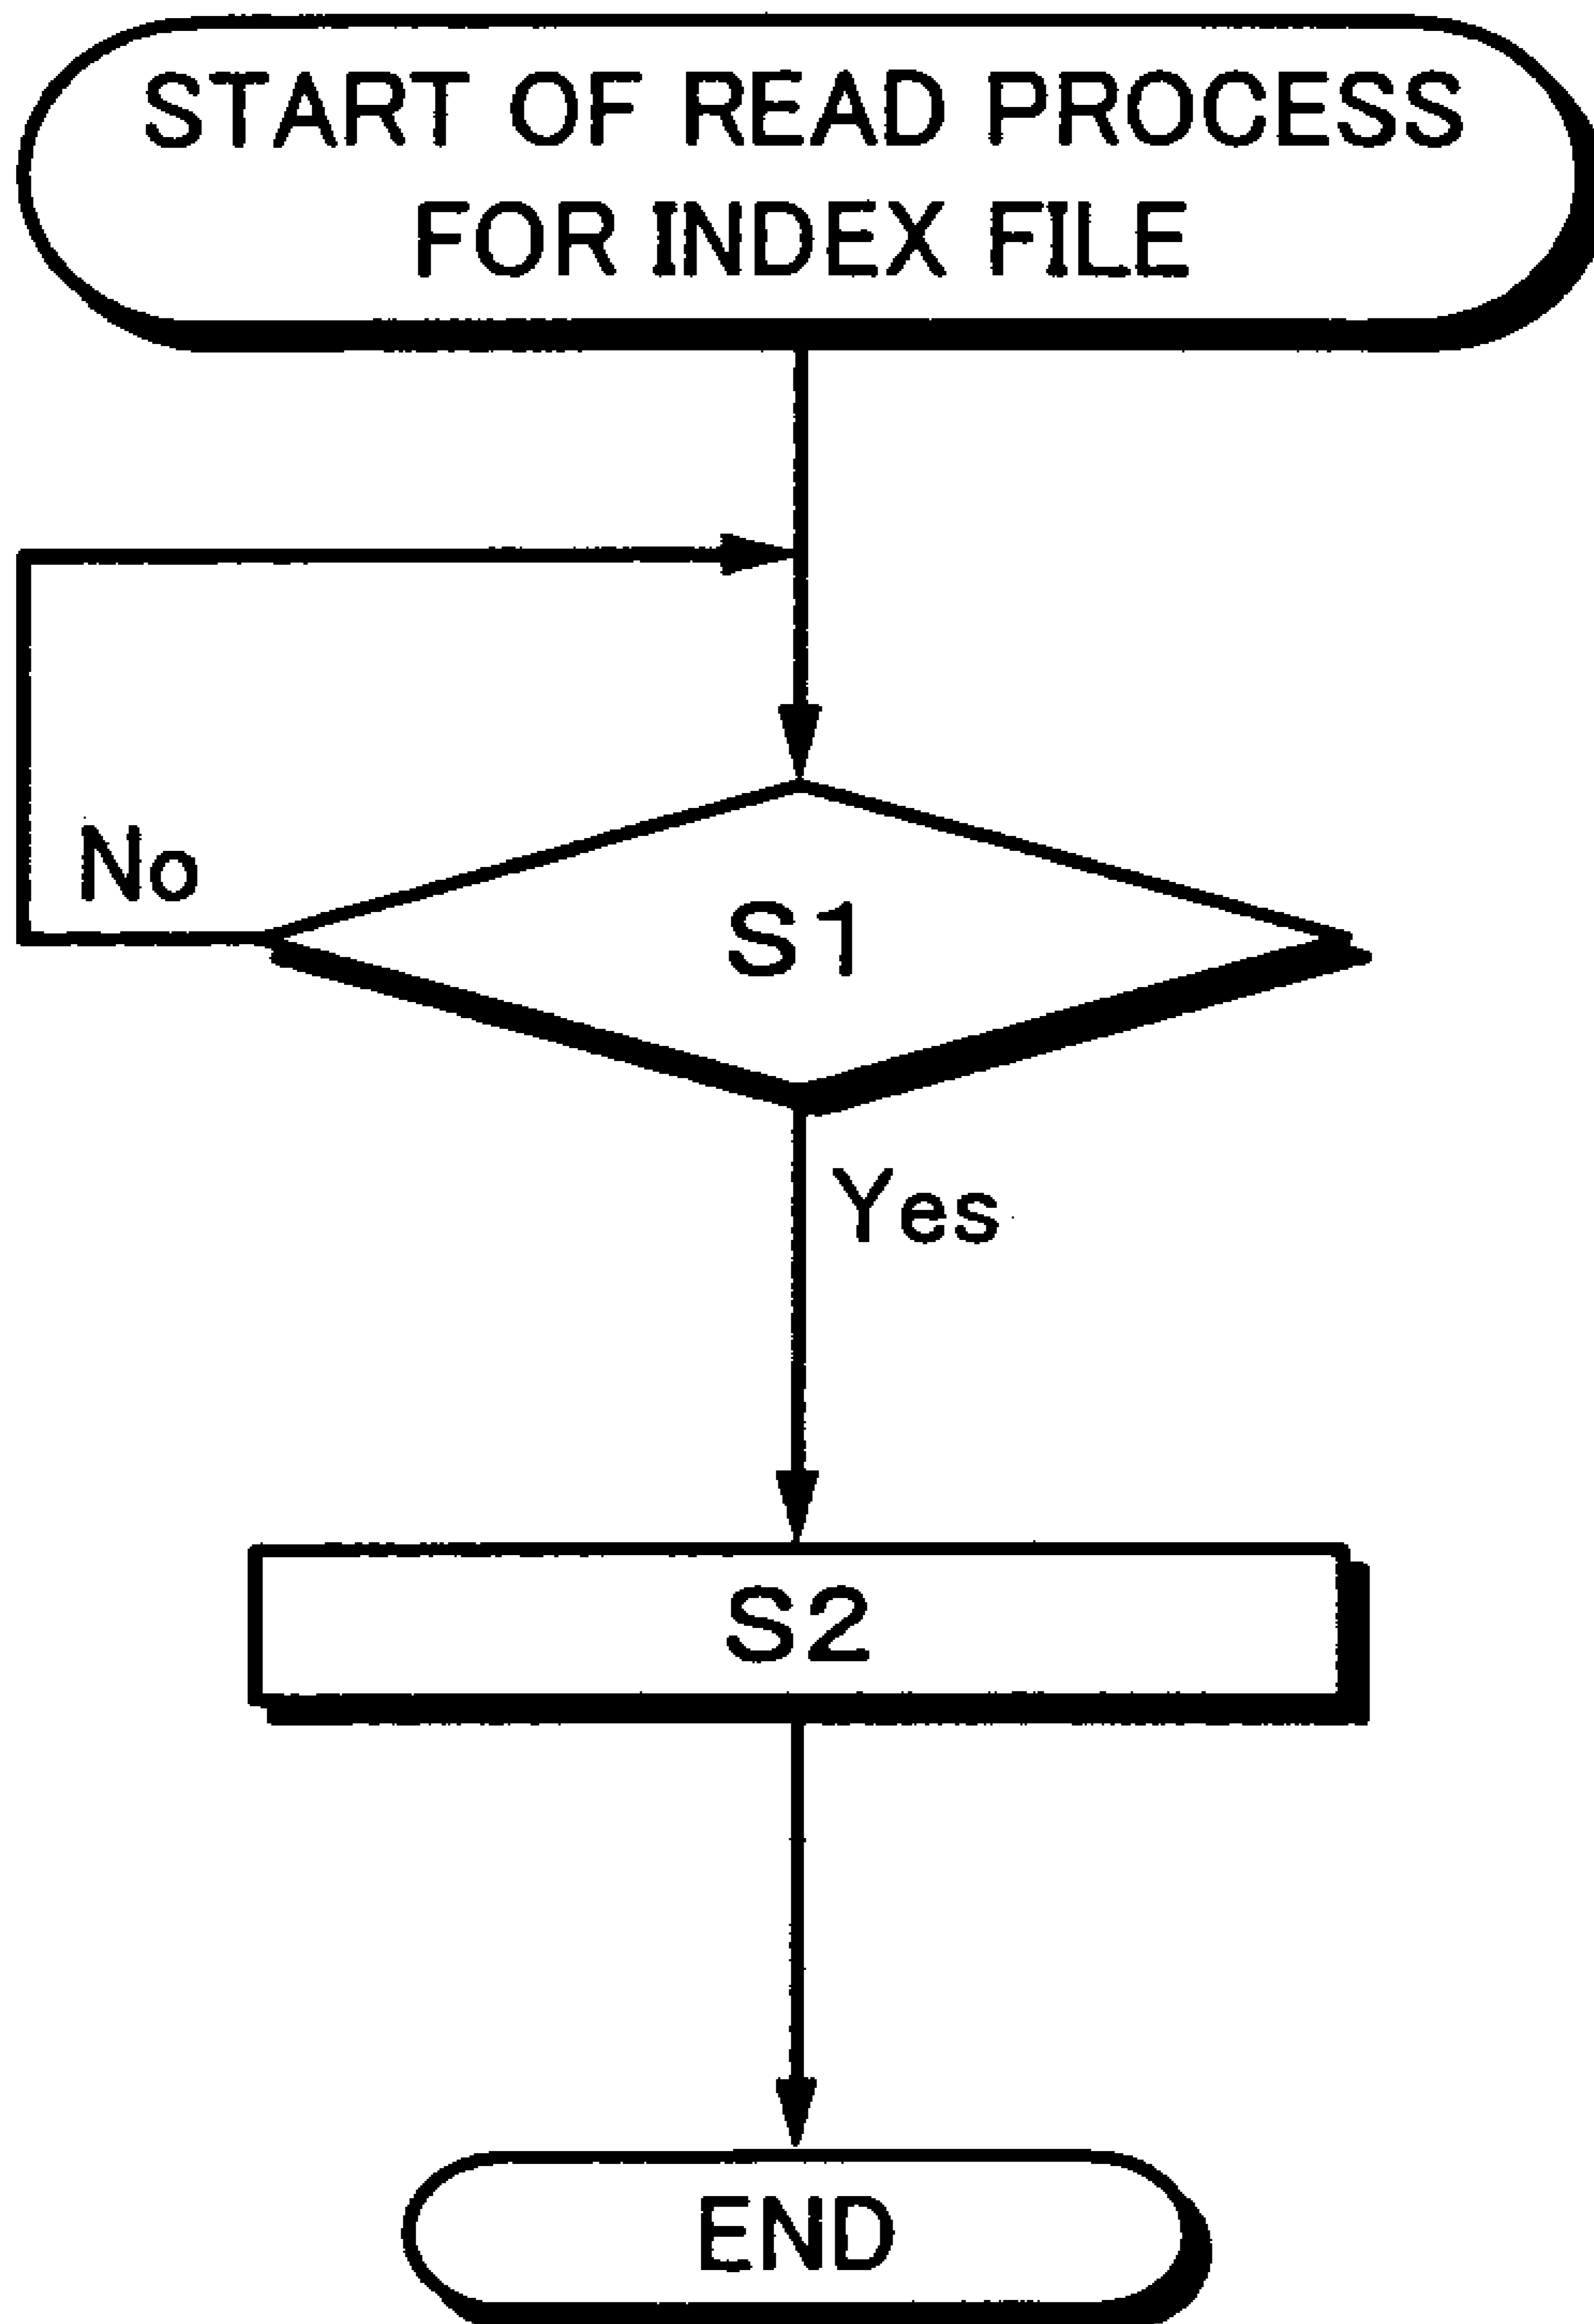 START OF READ PROCESS
FOR INDEX FILE
No
S1
Yes
S2
END